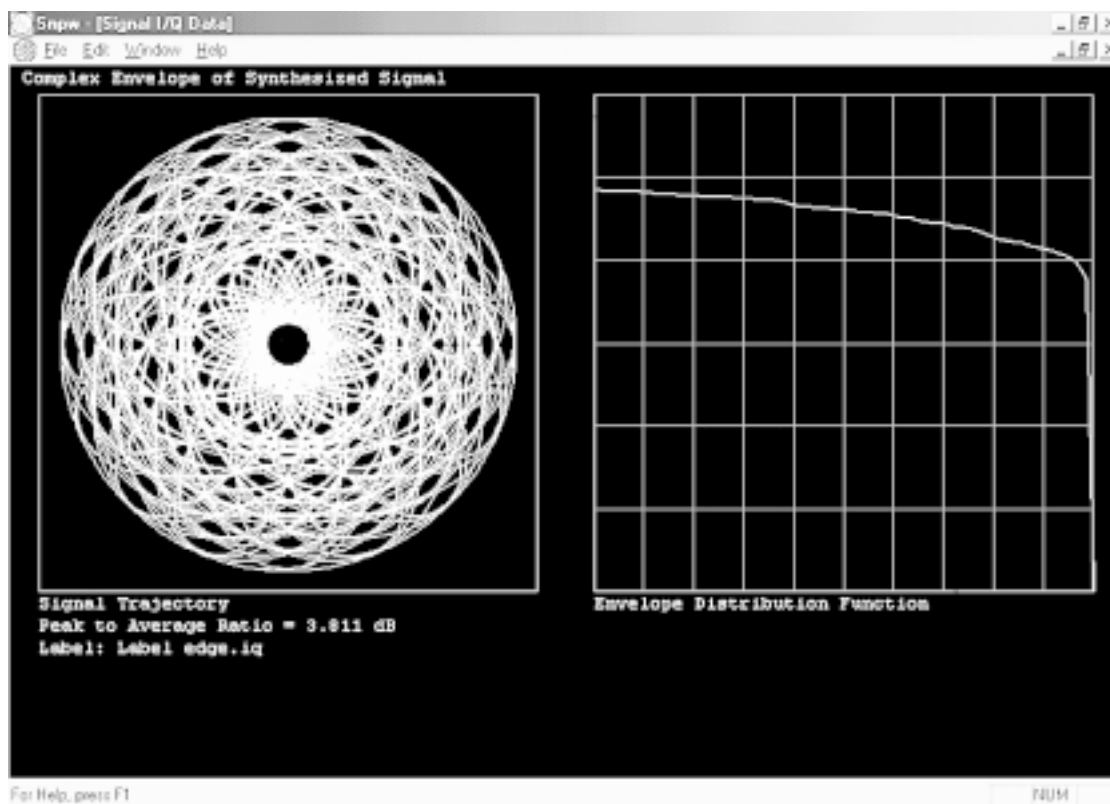 Snpw - [Signal I/Q Data]
File Edit Window Help
Complex Envelope of Synthesized Signal
Signal Trajectory
Peak to Average Ratio = 3.811 dB
Label: Label edge.iq
Envelope Distribution Function
For Help, press F1
NUM